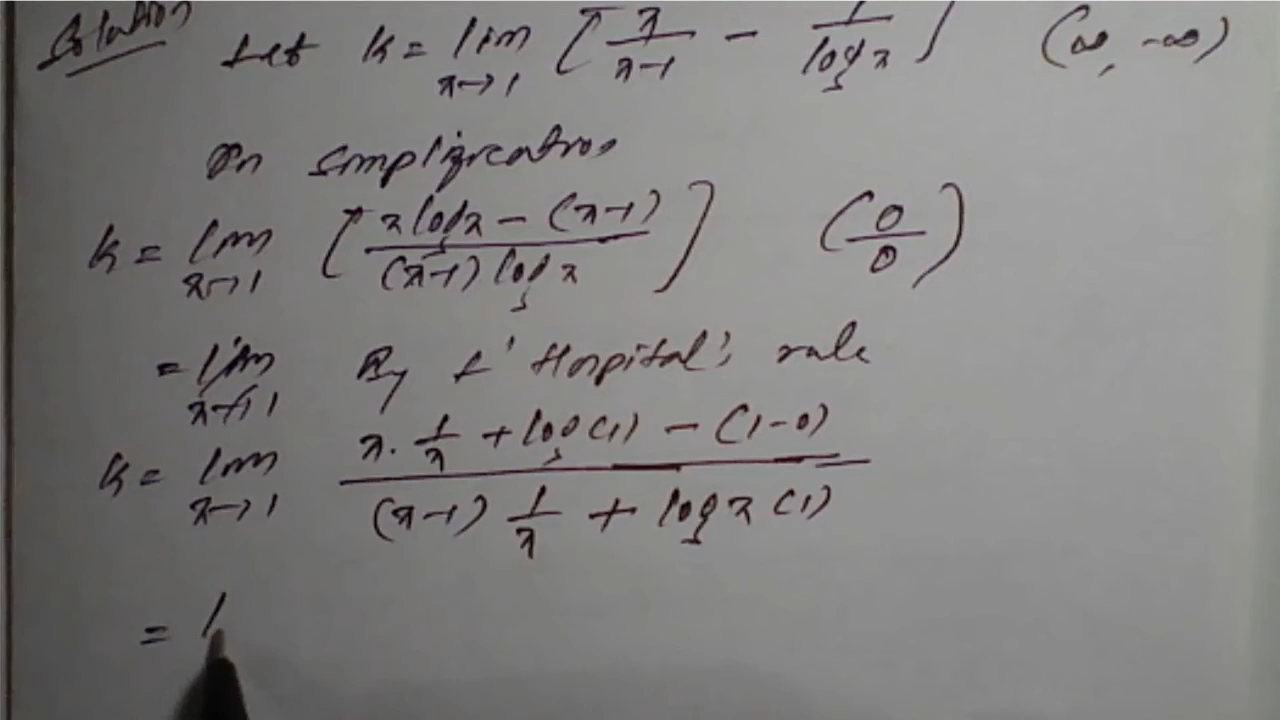 Solution Let k = lim x→1 [ x/x-1 - 1/log x ] (∞, -∞)
On simplification
k = lim x→1 [ x log x - (x-1) / (x-1) log x ] (0/0)
= lim x→1 By L' Hospital's rule
k = lim x→1 x. 1/x + log (1) - (1-0) / (x-1) 1/x + log x (1)
= l